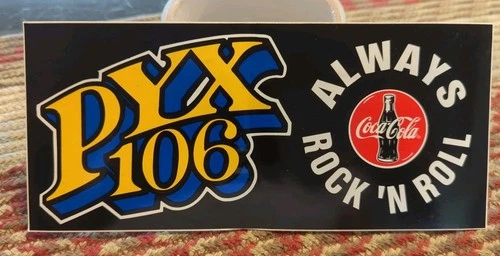 PYX
106
ALWAYS
Coca-Cola
ROCK 'N ROLL